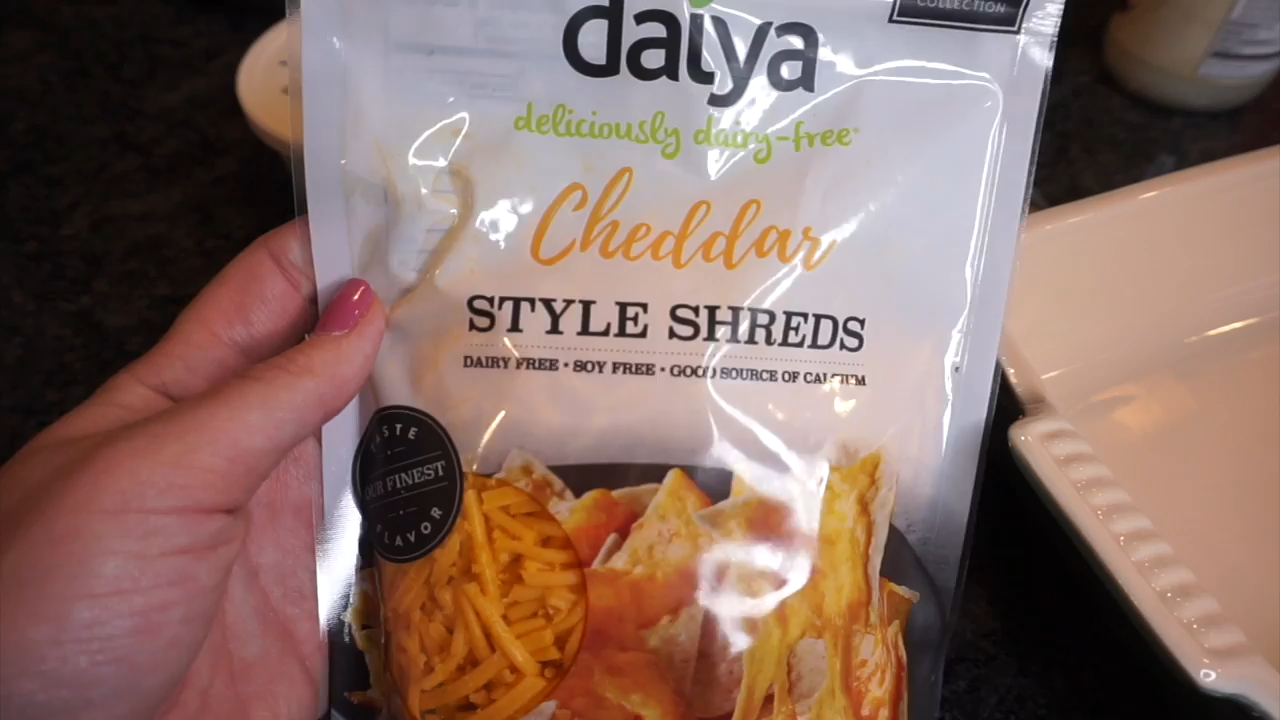 COLLECTION
daiya
deliciously dairy-free
Cheddar
STYLE SHREDS
DAIRY FREE • SOY FREE • GOOD SOURCE OF CALCIUM
TASTE
OUR FINEST
FLAVOR